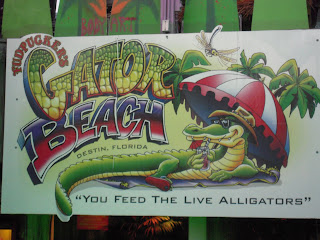 FUDPUCKER'S
GATOR
BEACH
DESTIN, FLORIDA
"YOU FEED THE LIVE ALLIGATORS"